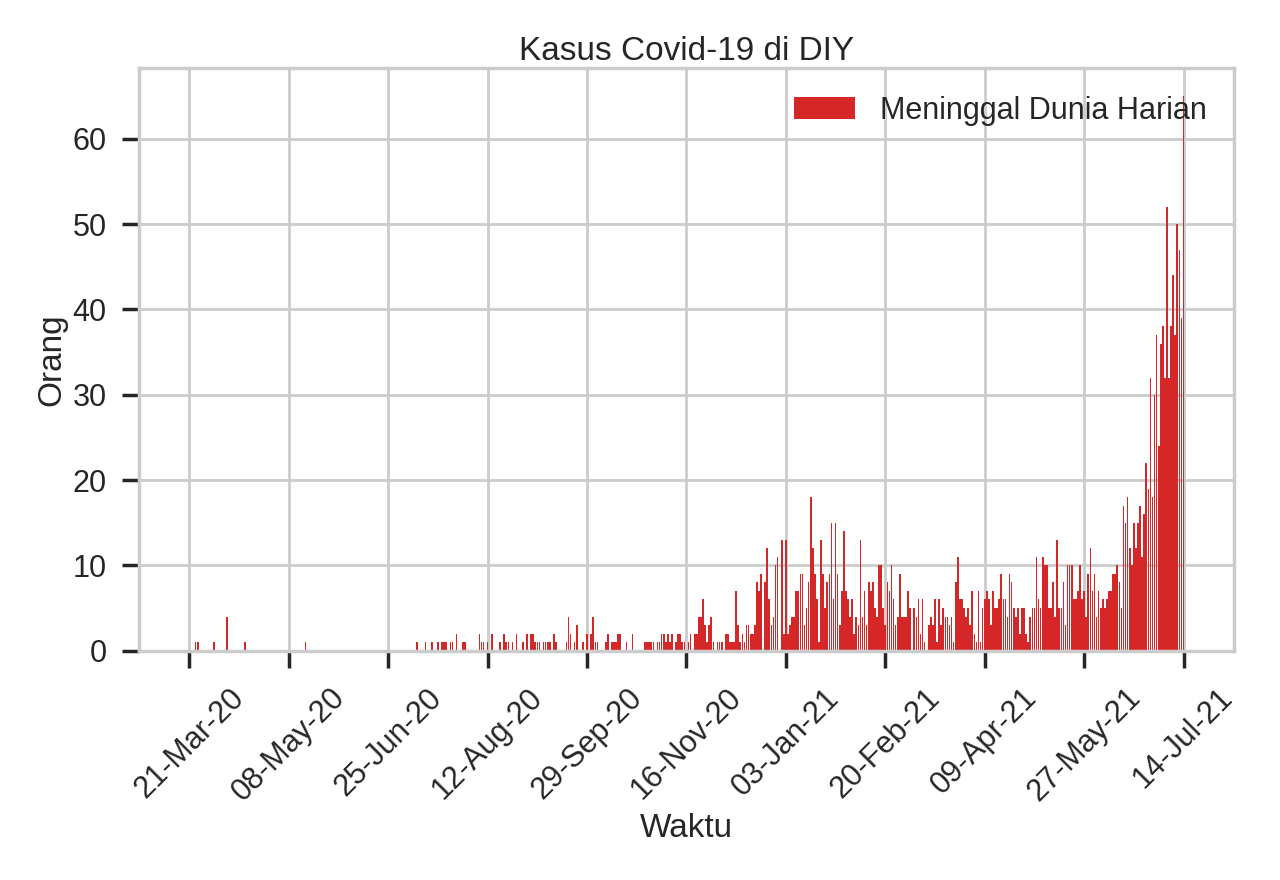 Kasus Covid-19 di DIY
Meninggal Dunia Harian
Orang
60
50
40
30
20
10
0
21-Mar-20
08-May-20
25-Jun-20
12-Aug-20
29-Sep-20
16-Nov-20
03-Jan-21
20-Feb-21
09-Apr-21
27-May-21
14-Jul-21
Waktu